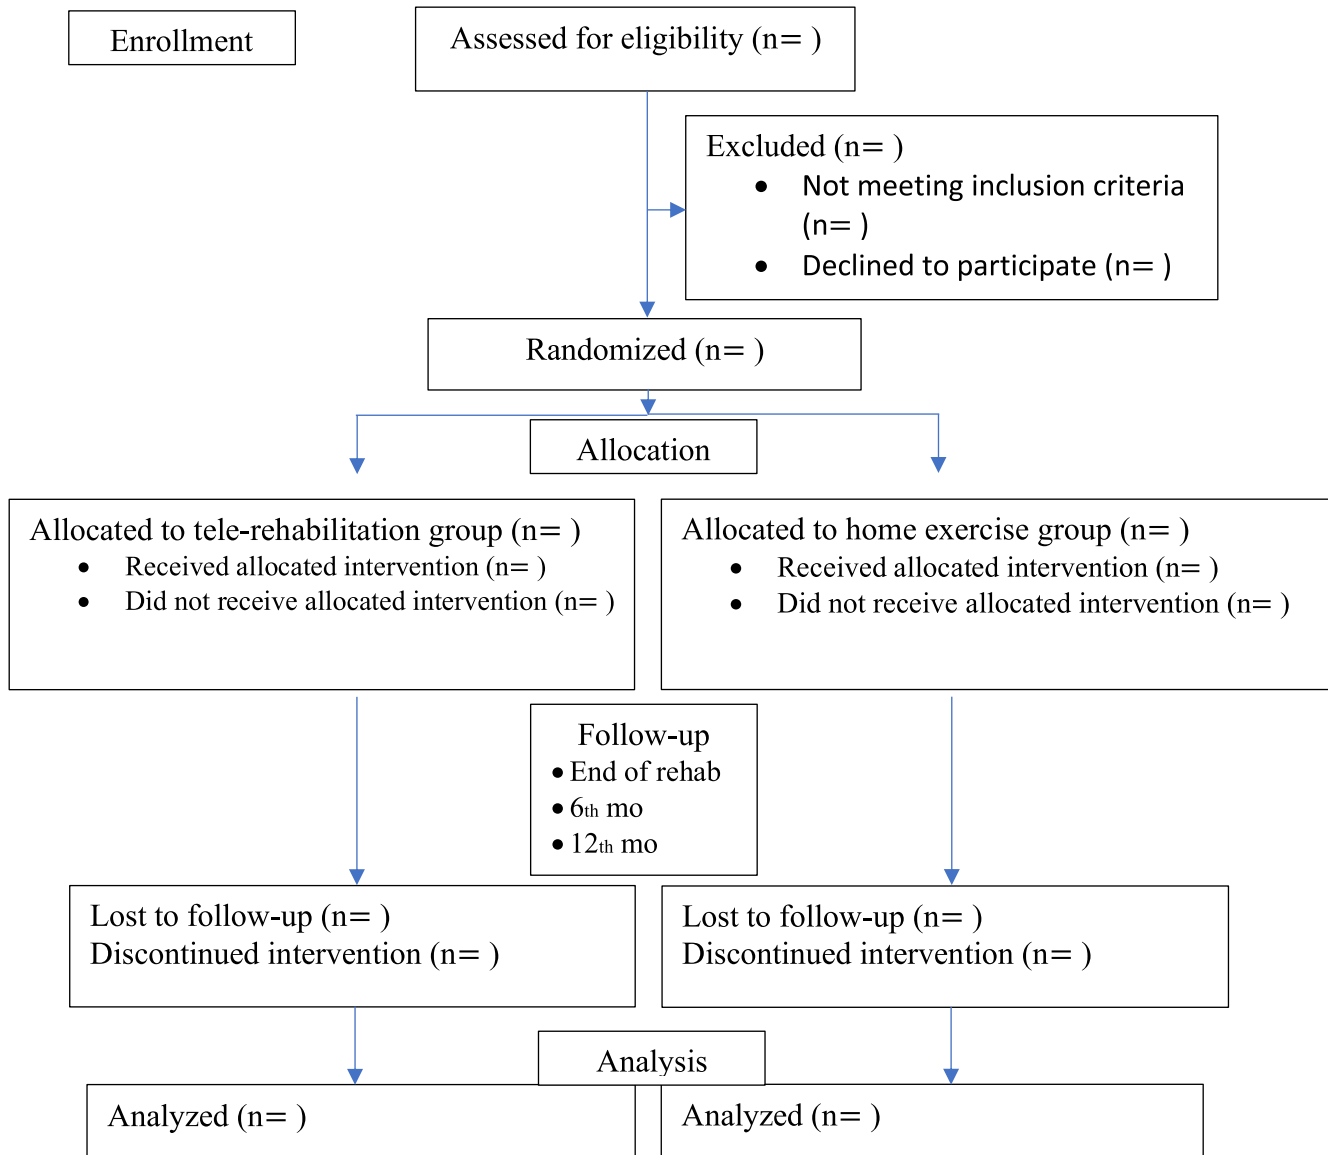 Enrollment
Assessed for eligibility (n= )
Excluded (n= )
• Not meeting inclusion criteria
(n= )
• Declined to participate (n= )
Randomized (n= )
Allocation
Allocated to tele-rehabilitation group (n= )
• Received allocated intervention (n= )
• Did not receive allocated intervention (n= )
Allocated to home exercise group (n= )
• Received allocated intervention (n= )
• Did not receive allocated intervention (n= )
Follow-up
• End of rehab
• 6th mo
• 12th mo
Lost to follow-up (n= )
Discontinued intervention (n= )
Lost to follow-up (n= )
Discontinued intervention (n= )
Analysis
Analyzed (n= )
Analyzed (n= )